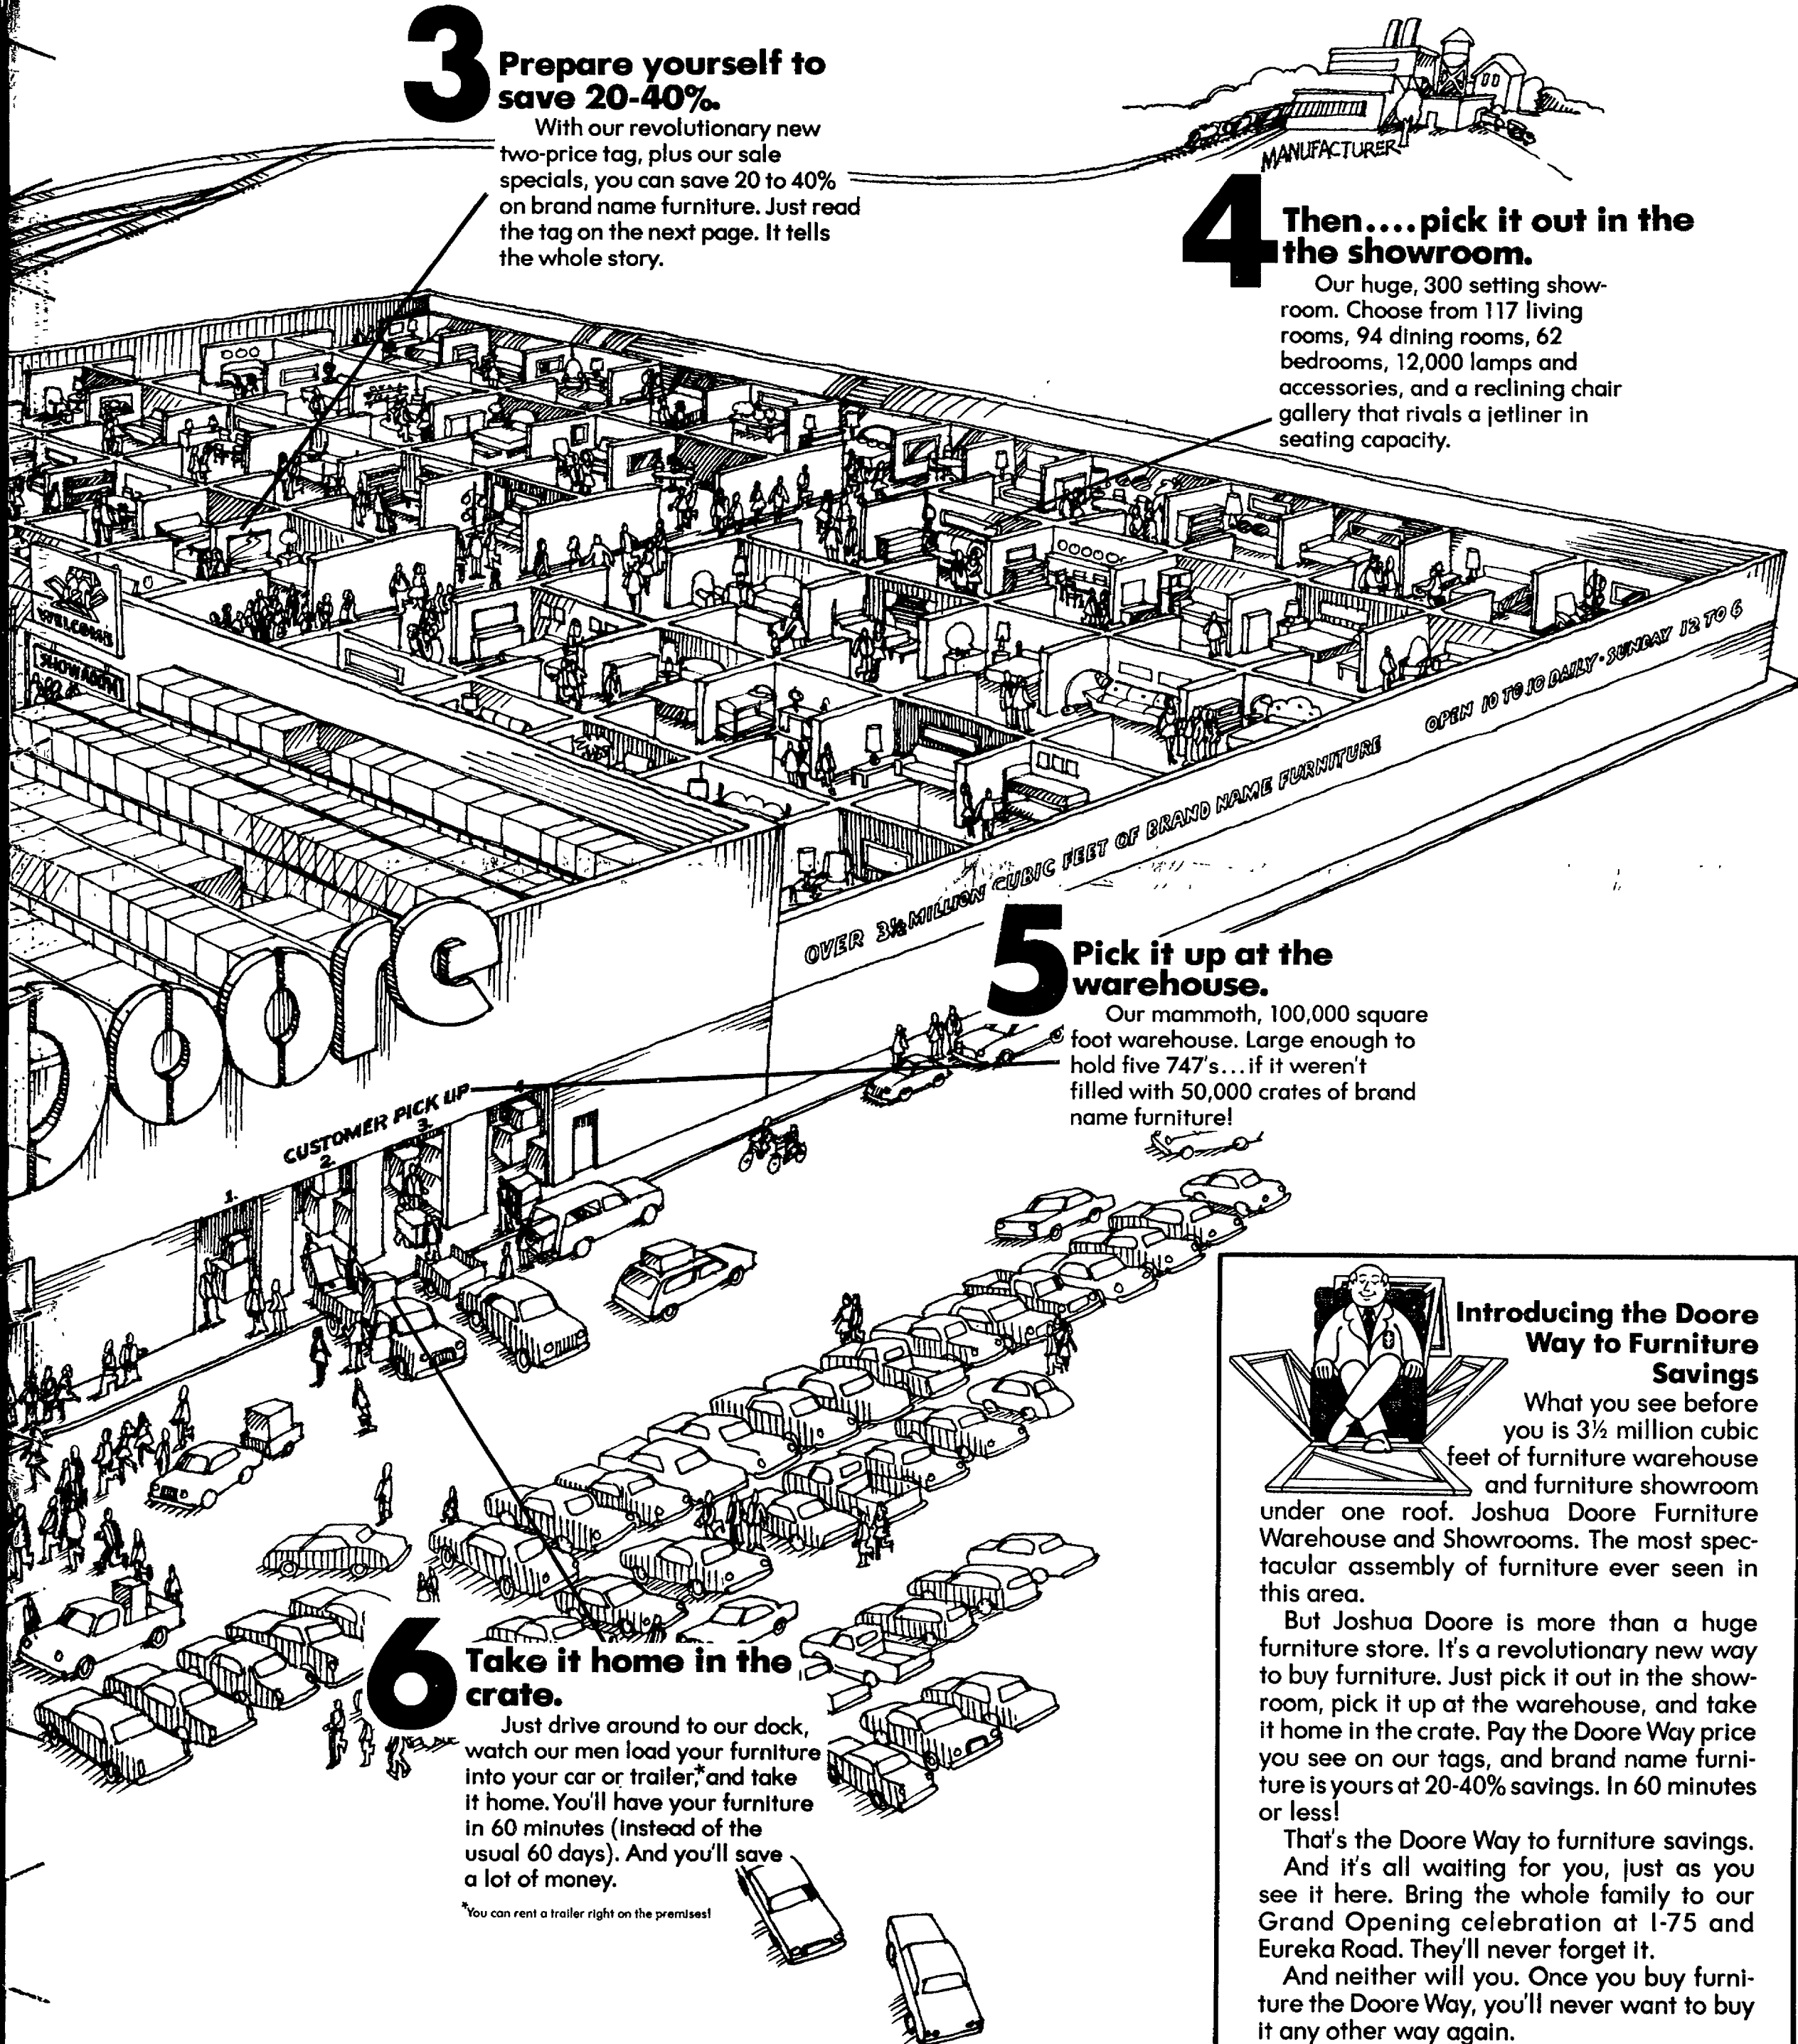 3
Prepare yourself to
save 20-40%.
With our revolutionary new
two-price tag, plus our sale
specials, you can save 20 to 40%
on brand name furniture. Just read
the tag on the next page. It tells
the whole story.
MANUFACTURER
4
Then....pick it out in the
the showroom.
Our huge, 300 setting show-
room. Choose from 117 living
rooms, 94 dining rooms, 62
bedrooms, 12,000 lamps and
accessories, and a reclining chair
gallery that rivals a jetliner in
seating capacity.
WELCOME
SHOWROOM
OVER 3½ MILLION CUBIC FEET OF BRAND NAME FURNITURE OPEN 10 TO 10 DAILY · SUNDAY 12 TO 6
Doore
5
Pick it up at the
warehouse.
Our mammoth, 100,000 square
foot warehouse. Large enough to
hold five 747's...if it weren't
filled with 50,000 crates of brand
name furniture!
CUSTOMER PICK UP
1.
2.
3.
4.
6
Take it home in the
crate.
Just drive around to our dock,
watch our men load your furniture
into your car or trailer,* and take
it home. You'll have your furniture
in 60 minutes (instead of the
usual 60 days). And you'll save
a lot of money.
*You can rent a trailer right on the premises!
Introducing the Doore
Way to Furniture
Savings
What you see before
you is 3½ million cubic
feet of furniture warehouse
and furniture showroom
under one roof. Joshua Doore Furniture
Warehouse and Showrooms. The most spec-
tacular assembly of furniture ever seen in
this area.
But Joshua Doore is more than a huge
furniture store. It's a revolutionary new way
to buy furniture. Just pick it out in the show-
room, pick it up at the warehouse, and take
it home in the crate. Pay the Doore Way price
you see on our tags, and brand name furni-
ture is yours at 20-40% savings. In 60 minutes
or less!
That's the Doore Way to furniture savings.
And it's all waiting for you, just as you
see it here. Bring the whole family to our
Grand Opening celebration at I-75 and
Eureka Road. They'll never forget it.
And neither will you. Once you buy furni-
ture the Doore Way, you'll never want to buy
it any other way again.